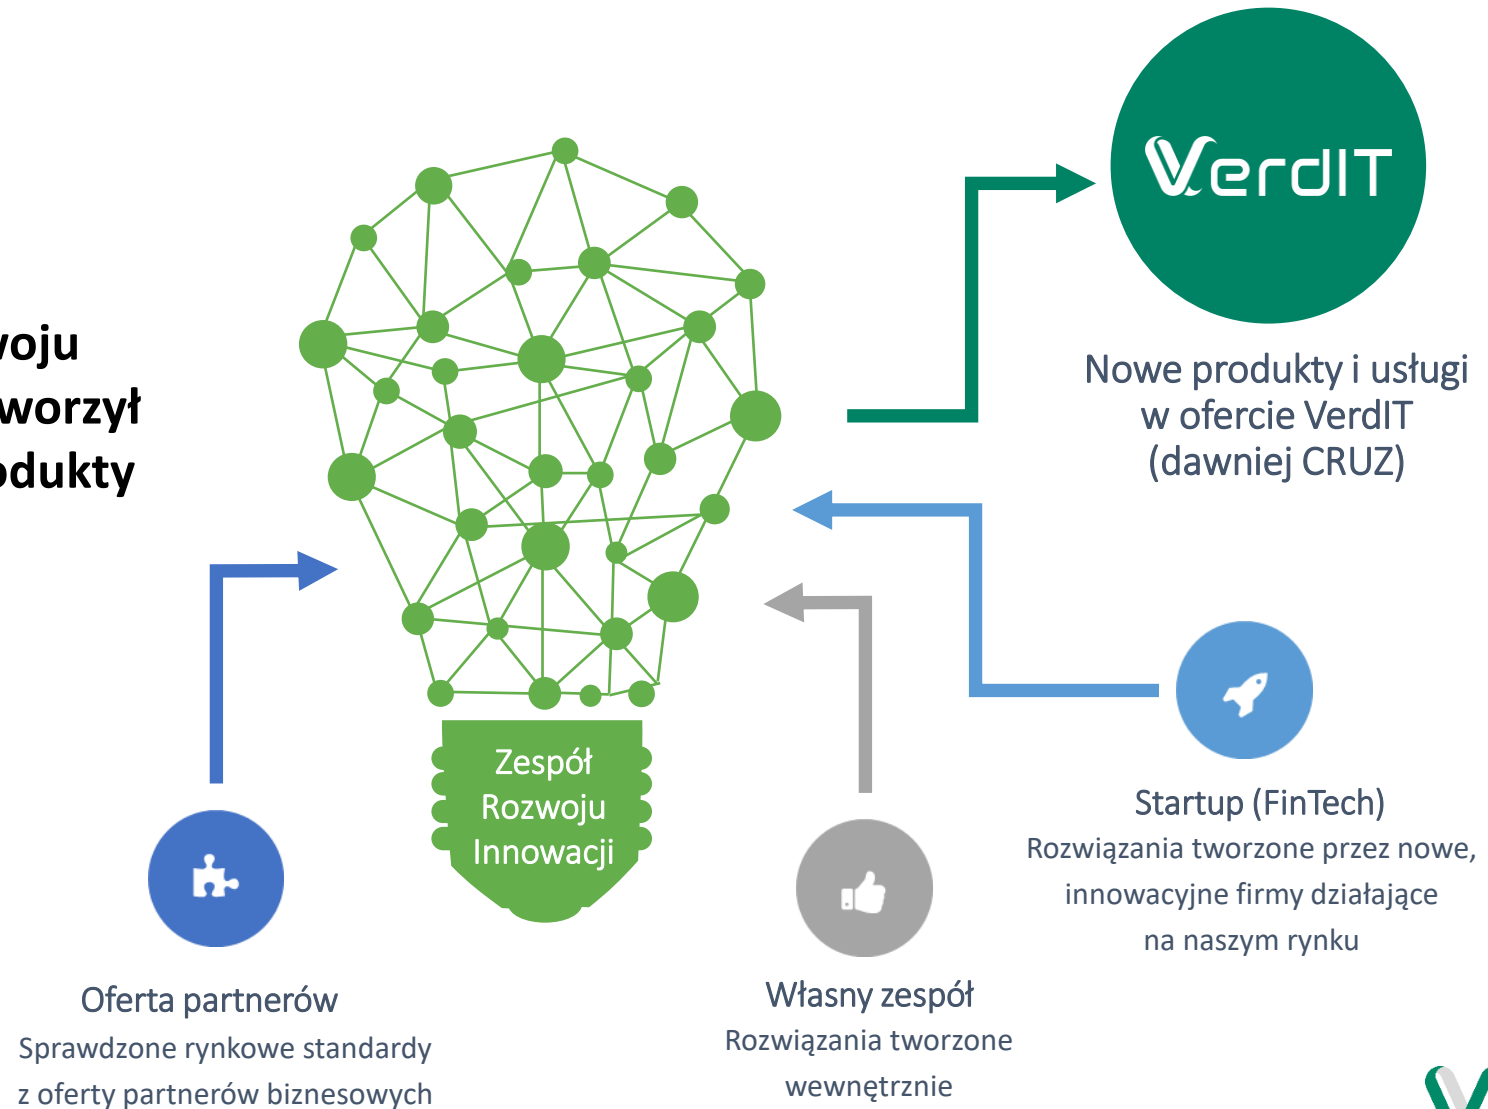 woju
worzył
odukty
VerdIT
Nowe produkty i usługi
w ofercie VerdIT
(dawniej CRUZ)
Zespół
Rozwoju
Innowacji
Startup (FinTech)
Rozwiązania tworzone przez nowe,
innowacyjne firmy działające
na naszym rynku
Oferta partnerów
Sprawdzone rynkowe standardy
z oferty partnerów biznesowych
Własny zespół
Rozwiązania tworzone
wewnętrznie